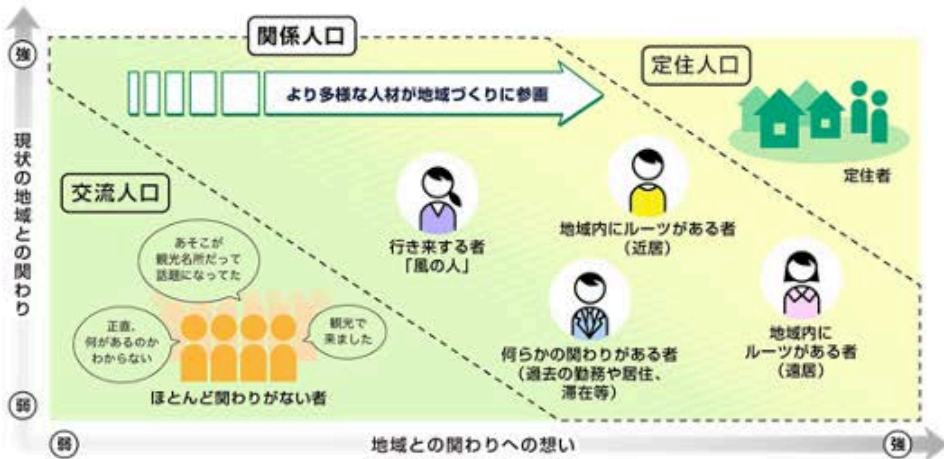 強
関係人口
定住人口
より多様な人材が地域づくりに参画
定住者
現状の地域との関わり
交流人口
あそこが
観光名所だって
話題になってた
正直、
何があるのか
わからない
観光で
来ました
ほとんど関わりがない者
行き来する者
「風の人」
地域内にルーツがある者
（近居）
何らかの関わりがある者
（過去の勤務や居住、
滞在等）
地域内に
ルーツがある者
（遠居）
弱
弱
地域との関わりへの想い
強